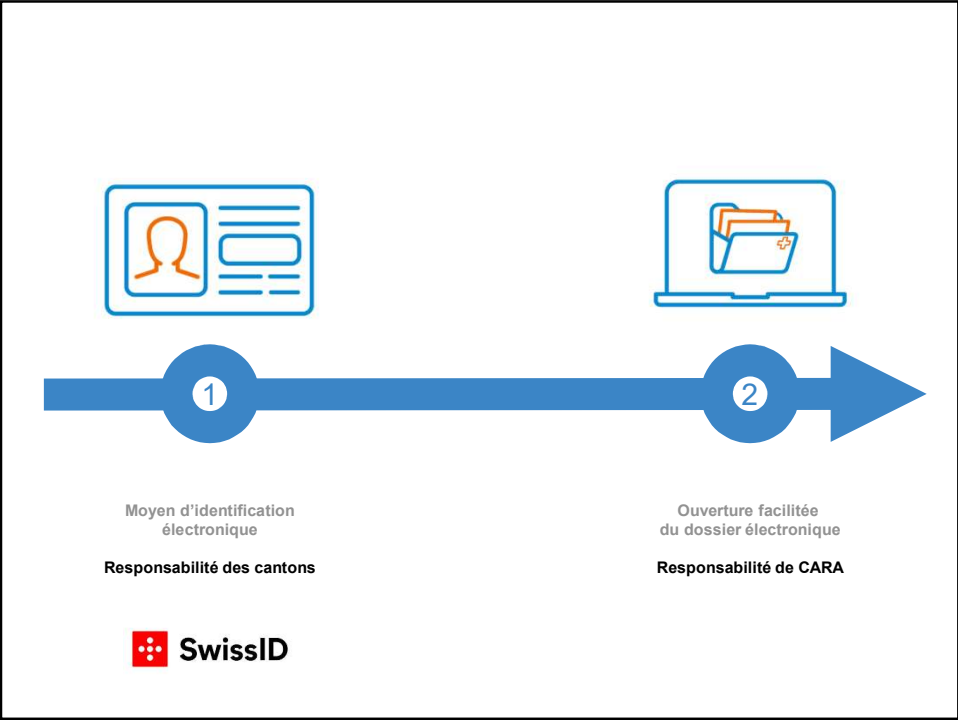 1
2
Moyen d’identification
électronique
Responsabilité des cantons
Ouverture facilitée
du dossier électronique
Responsabilité de CARA
SwissID